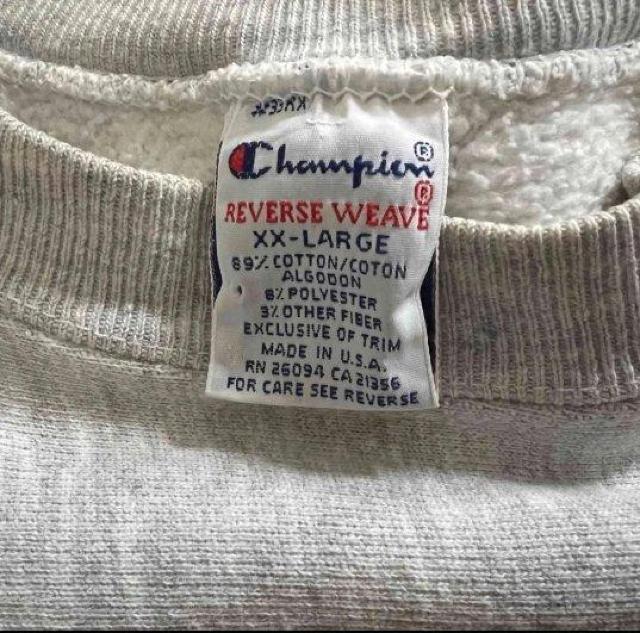 Champion®
REVERSE WEAVE®
XX-LARGE
89% COTTON/COTON
ALGODON
8% POLYESTER
3% OTHER FIBER
EXCLUSIVE OF TRIM
MADE IN U.S.A.
RN 26094 CA 21356
FOR CARE SEE REVERSE